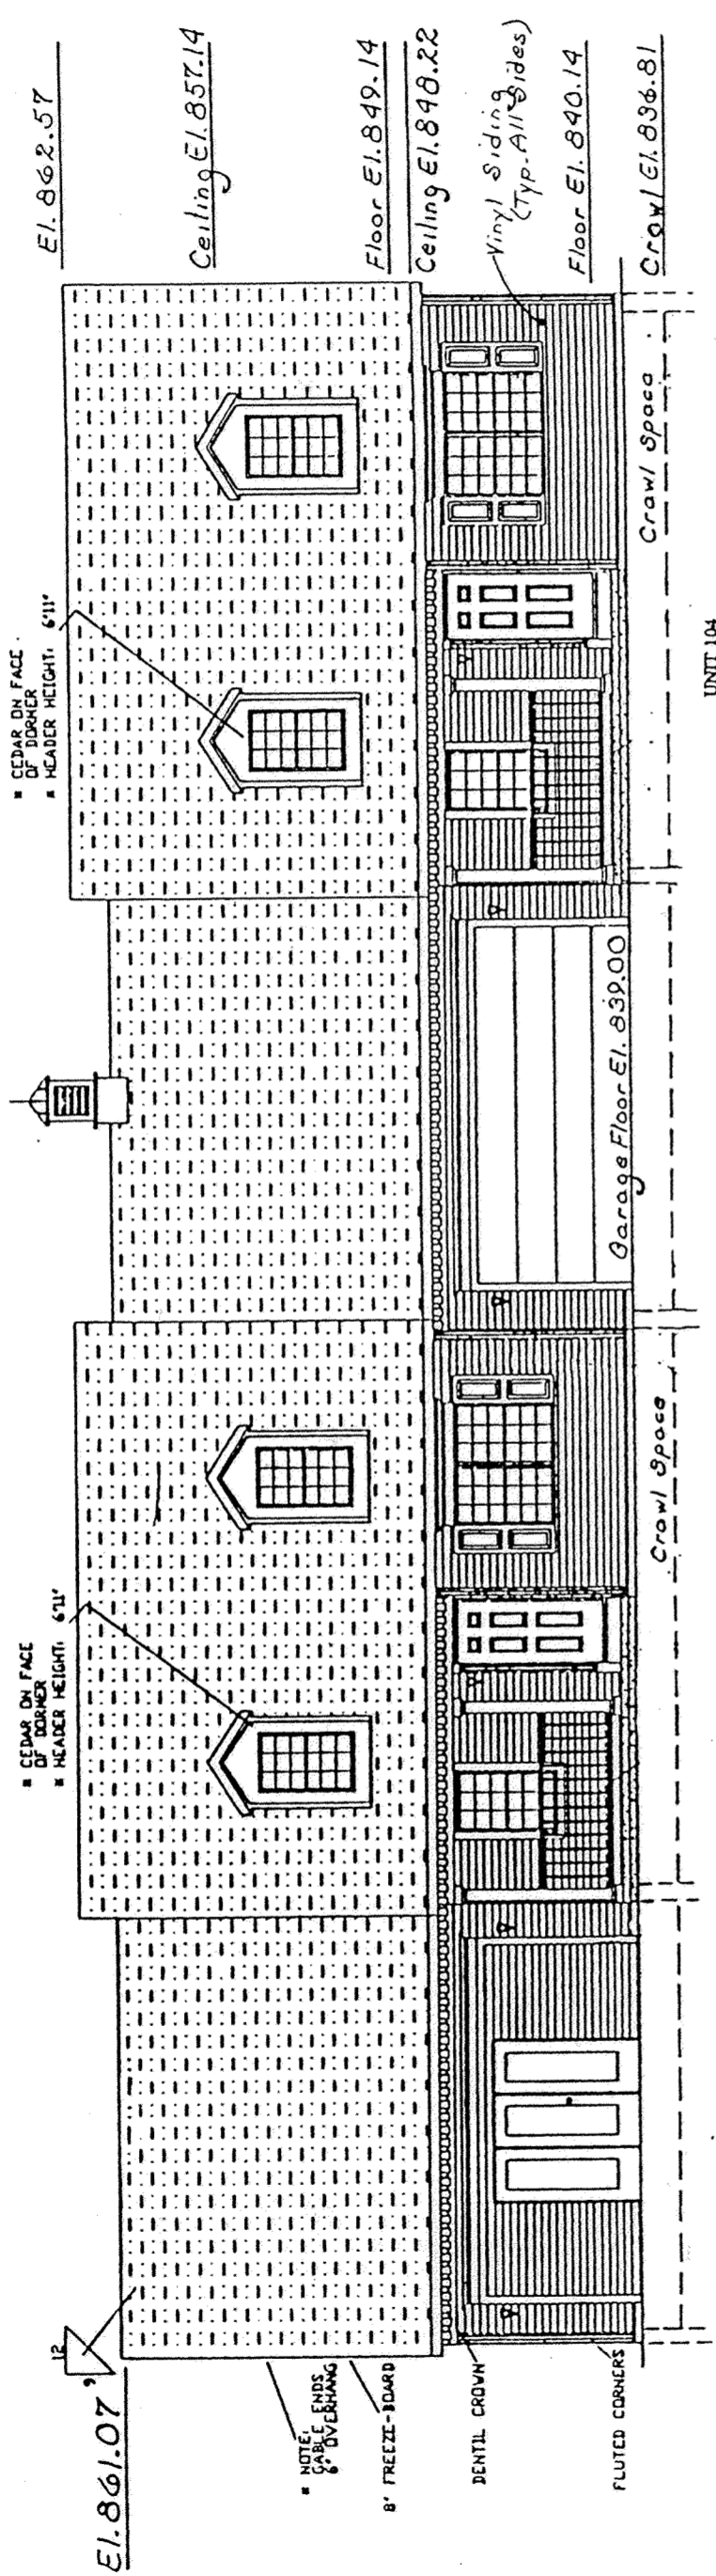 El. 862.57
Ceiling El. 857.14
Floor El. 849.14
Ceiling El. 848.22
Vinyl Siding
(Typ. All Sides)
Floor El. 840.14
Crawl El. 836.81
* CEDAR ON FACE
OF DORMER
* HEADER HEIGHT: 6'11"
Crawl Space
UNIT 104
Garage Floor El. 839.00
* CEDAR ON FACE
OF DORMER
* HEADER HEIGHT: 6'11"
Crawl Space
12
9
El. 861.07
* NOTE:
GABLE ENDS
6" OVERHANG
8" FREEZE-BOARD
DENTIL CROWN
FLUTED CORNERS